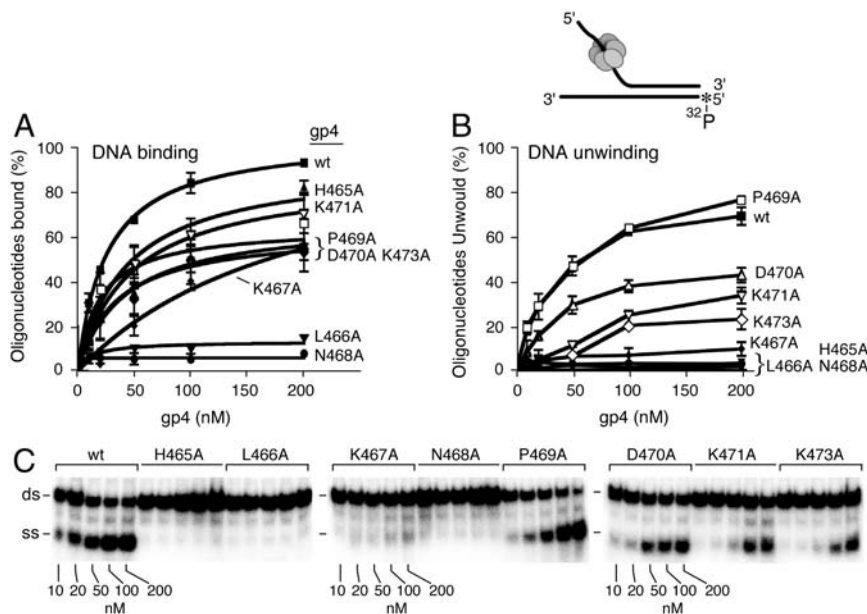 5'
3'
3'
*5'
32
P
A
DNA binding
gp4
Oligonucleotides bound (%)
100
80
60
40
20
0
wt
H465A
K471A
P469A
D470A K473A
K467A
L466A
N468A
0 50 100 150 200
gp4 (nM)
B
DNA unwinding
Oligonucleotides Unwould (%)
100
80
60
40
20
0
P469A
wt
D470A
K471A
K473A
K467A H465A
L466A N468A
0 50 100 150 200
gp4 (nM)
C
wt H465A L466A K467A N468A P469A D470A K471A K473A
ds
ss
10 20 50 100 200
nM
10 20 50 100 200
nM
10 20 50 100 200
nM